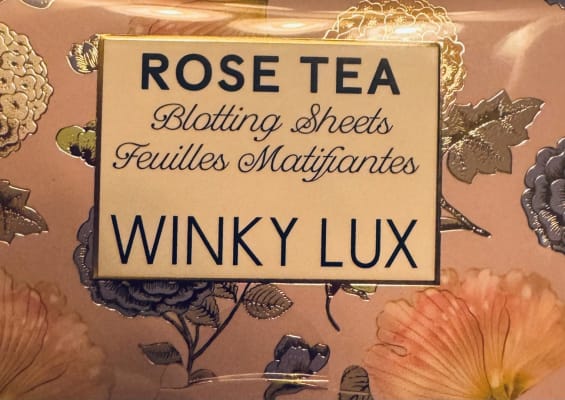 ROSE TEA
Blotting Sheets
Feuilles Matifiantes
WINKY LUX